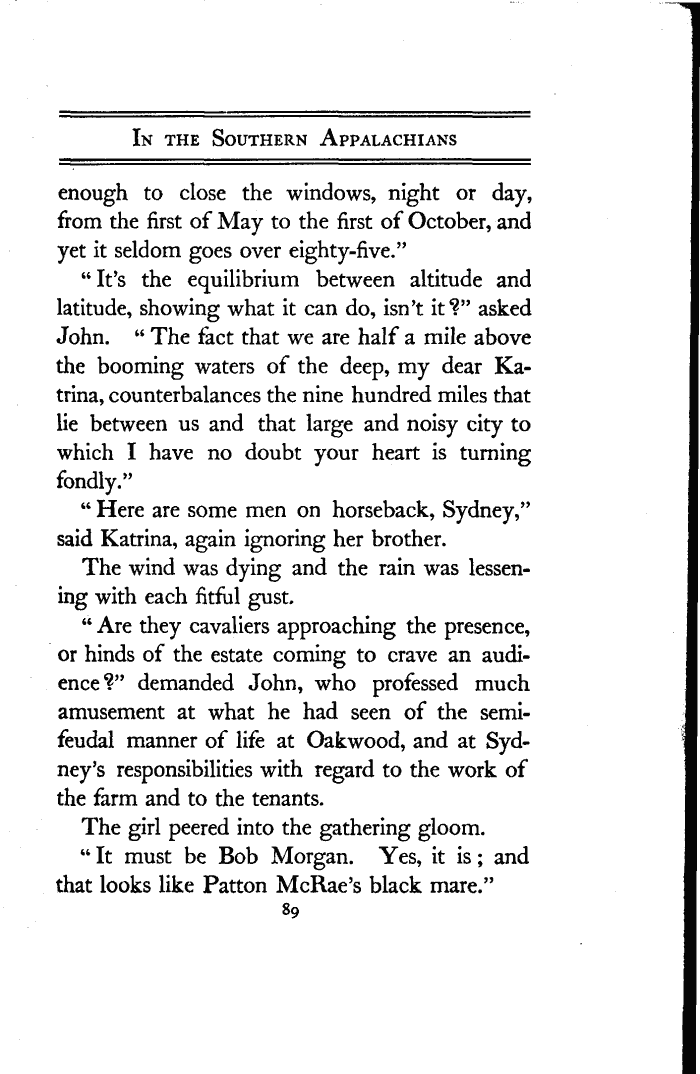 In the Southern Appalachians
enough to close the windows, night or day,
from the first of May to the first of October, and
yet it seldom goes over eighty-five.”
“ It’s the equilibrium between altitude and
latitude, showing what it can do, isn’t it ?” asked
John. “ The fact that we are half a mile above
the booming waters of the deep, my dear Ka-
trina, counterbalances the nine hundred miles that
lie between us and that large and noisy city to
which I have no doubt your heart is turning
fondly.”
“ Here are some men on horseback, Sydney,”
said Katrina, again ignoring her brother.
The wind was dying and the rain was lessen-
ing with each fitful gust.
“ Are they cavaliers approaching the presence,
or hinds of the estate coming to crave an audi-
ence ?” demanded John, who professed much
amusement at what he had seen of the semi-
feudal manner of life at Oakwood, and at Syd-
ney’s responsibilities with regard to the work of
the farm and to the tenants.
The girl peered into the gathering gloom.
“ It must be Bob Morgan. Yes, it is ; and
that looks like Patton McRae’s black mare.”
89